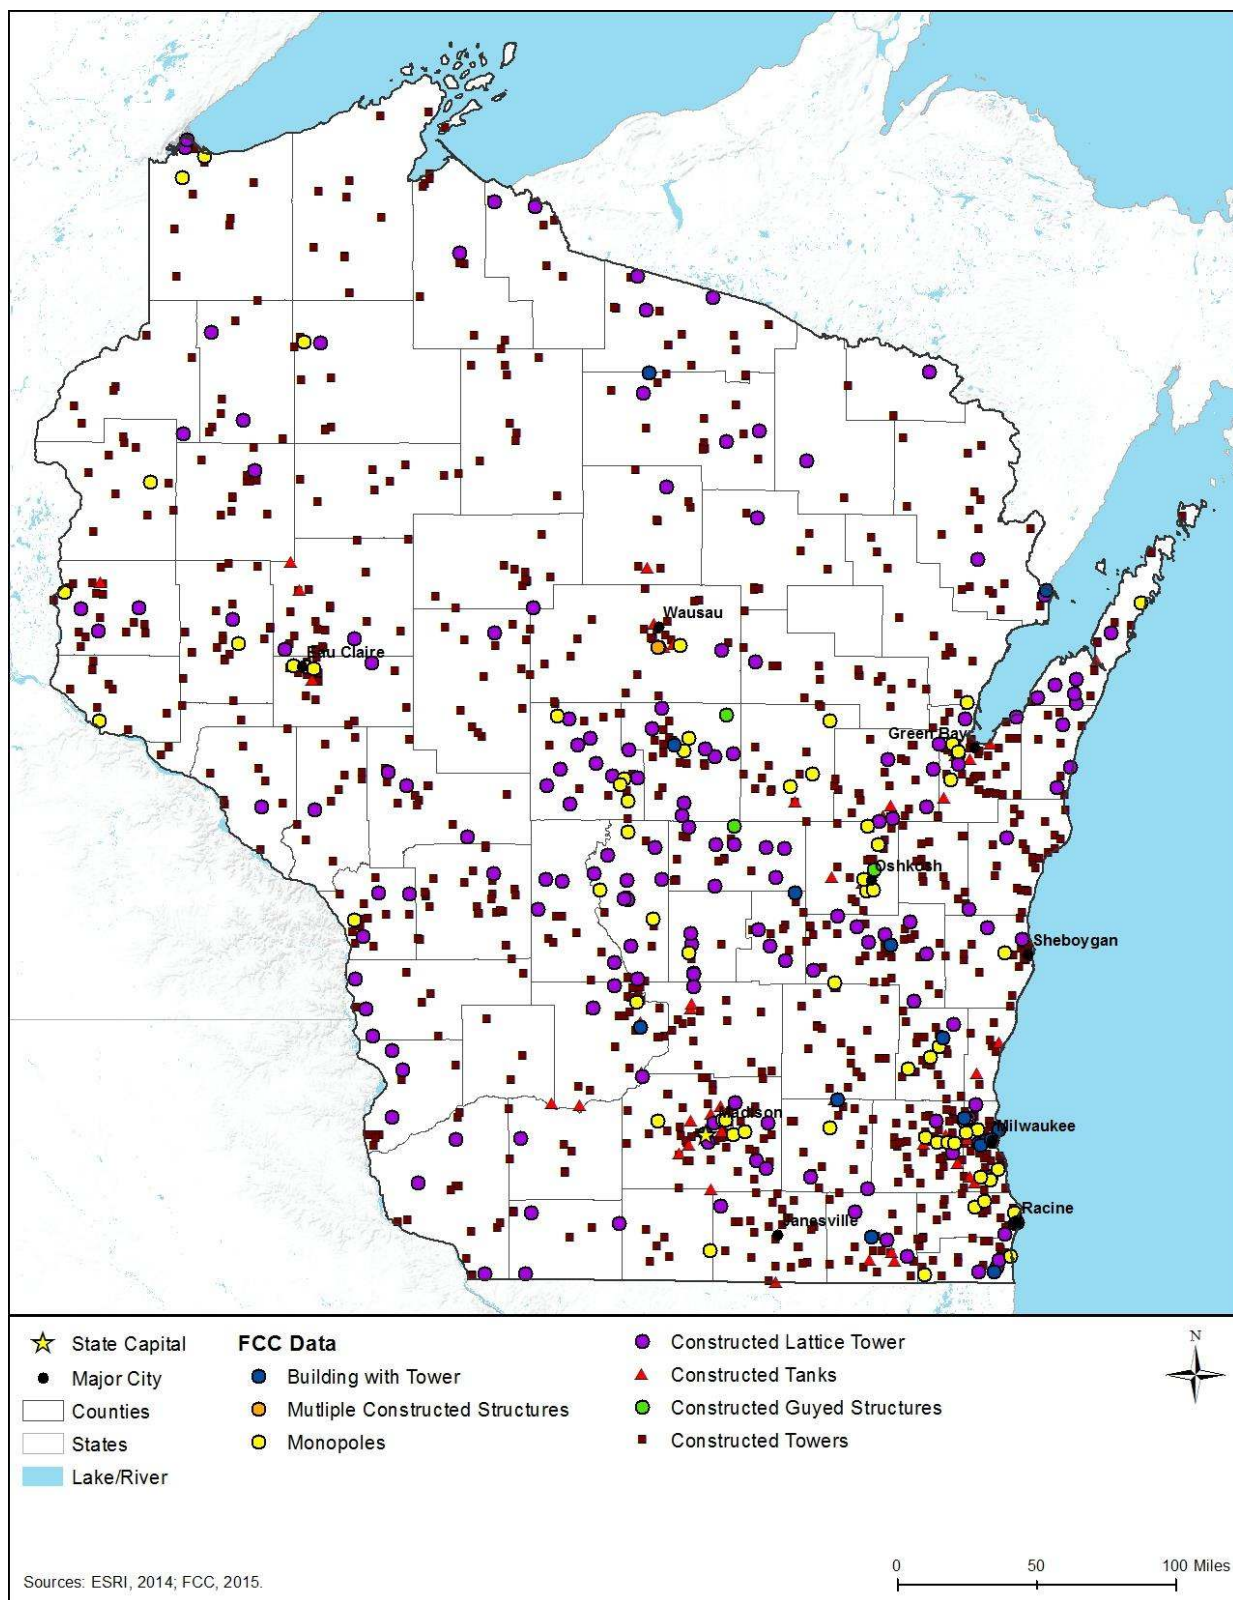 Wausau
Eau Claire
Green Bay
Oshkosh
Sheboygan
Madison
Milwaukee
Racine
Janesville
State Capital
Major City
Counties
States
Lake/River
FCC Data
Building with Tower
Mutliple Constructed Structures
Monopoles
Constructed Lattice Tower
Constructed Tanks
Constructed Guyed Structures
Constructed Towers
N
0 50 100 Miles
Sources: ESRI, 2014; FCC, 2015.